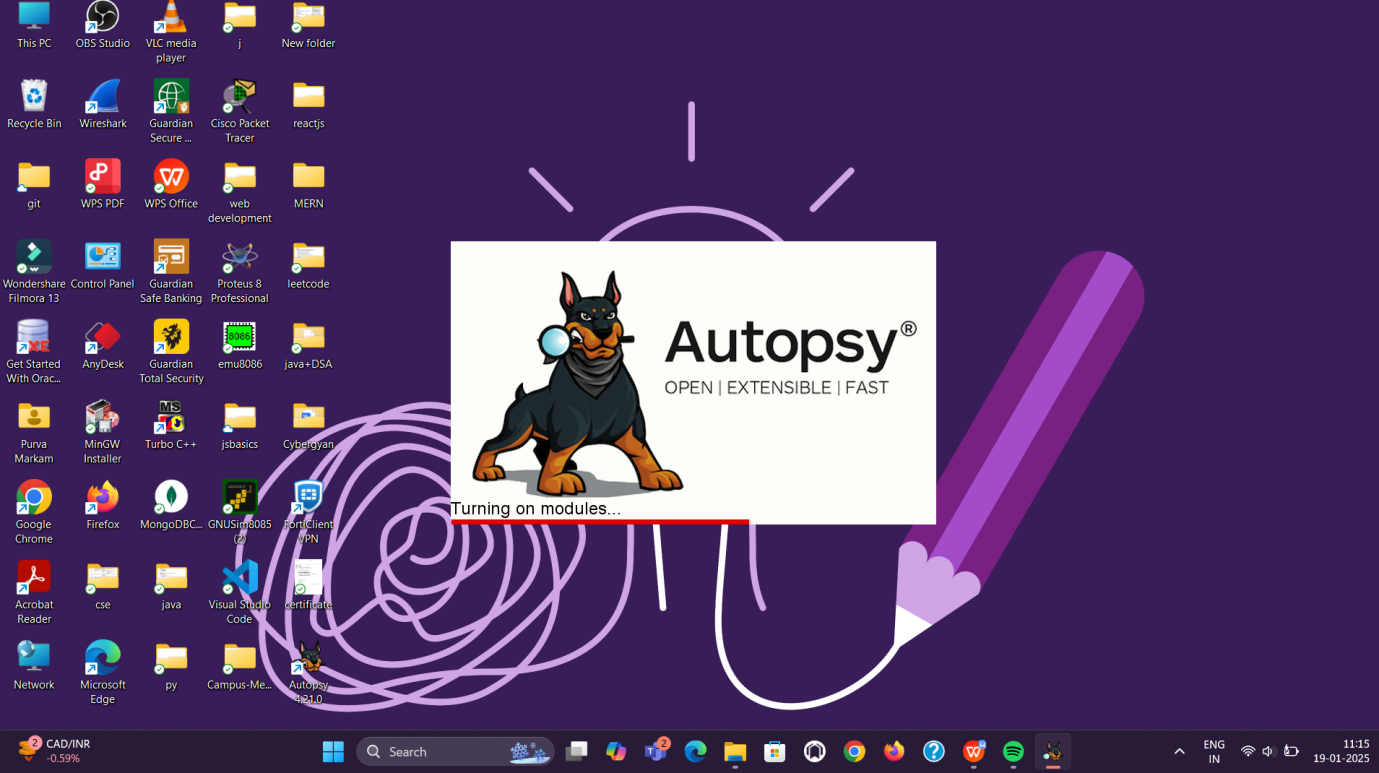 This PC
OBS Studio
VLC media
player
j
New folder
Recycle Bin
Wireshark
Guardian
Secure ...
Cisco Packet
Tracer
reactjs
git
WPS PDF
WPS Office
web
development
MERN
Wondershare
Filmora 13
Control Panel
Guardian
Safe Banking
Proteus 8
Professional
leetcode
Get Started
With Orac...
AnyDesk
Guardian
Total Security
8086
emu8086
java+DSA
Purva
Markam
MinGW
Installer
MS
Turbo C++
jsbasics
Cybergyan
Google
Chrome
Firefox
MongoDBC...
GNUSim8085
(2)
FortiClient
VPN
Acrobat
Reader
cse
java
Visual Studio
Code
certificate
Network
Microsoft
Edge
py
Campus-Me...
Autopsy
4.21.0
Autopsy®
OPEN | EXTENSIBLE | FAST
Turning on modules...
2
CAD/INR
-0.59%
Search
2
ENG
IN
11:15
19-01-2025